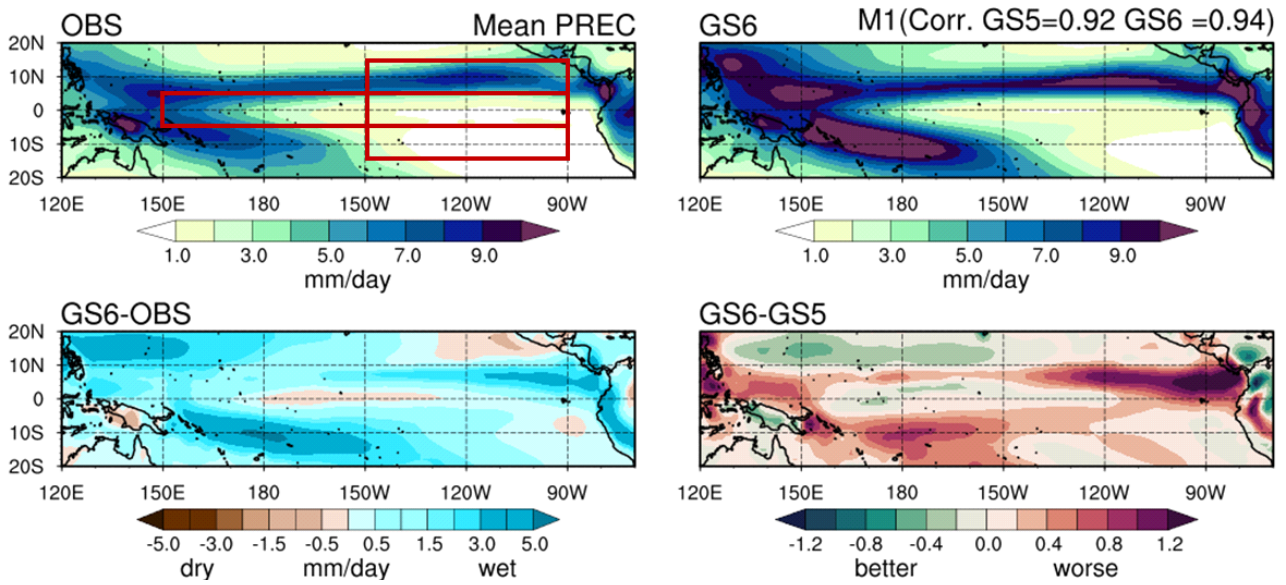 OBS Mean PREC
20N
10N
0
10S
20S
120E 150E 180 150W 120W 90W
1.0 3.0 5.0 7.0 9.0
mm/day
GS6 M1(Corr. GS5=0.92 GS6 =0.94)
120E 150E 180 150W 120W 90W
1.0 3.0 5.0 7.0 9.0
mm/day
GS6-OBS
20N
10N
0
10S
20S
120E 150E 180 150W 120W 90W
-5.0 -3.0 -1.5 -0.5 0.5 1.5 3.0 5.0
dry mm/day wet
GS6-GS5
120E 150E 180 150W 120W 90W
-1.2 -0.8 -0.4 0.0 0.4 0.8 1.2
better worse